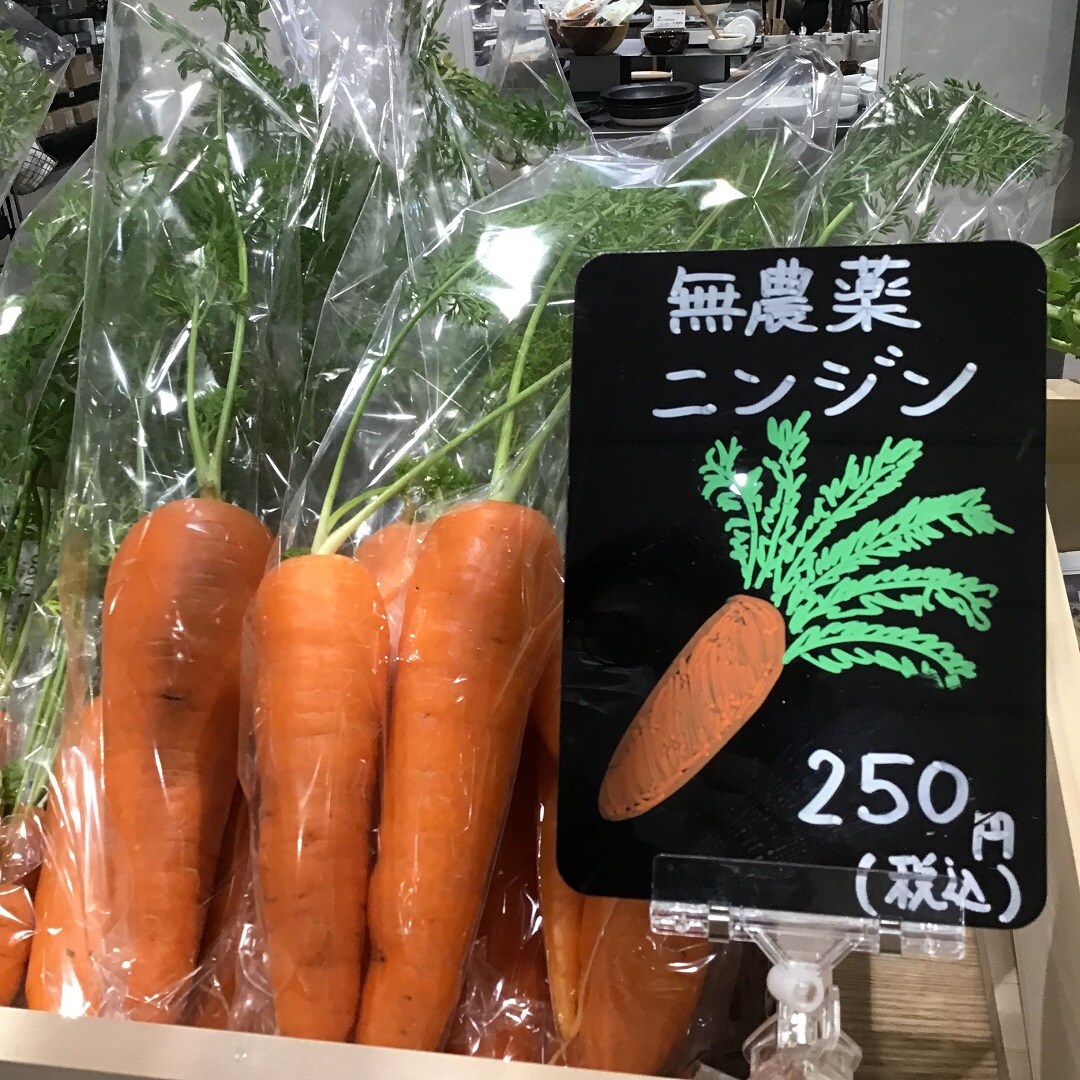 無農薬
ニンジン
250円
(税込)